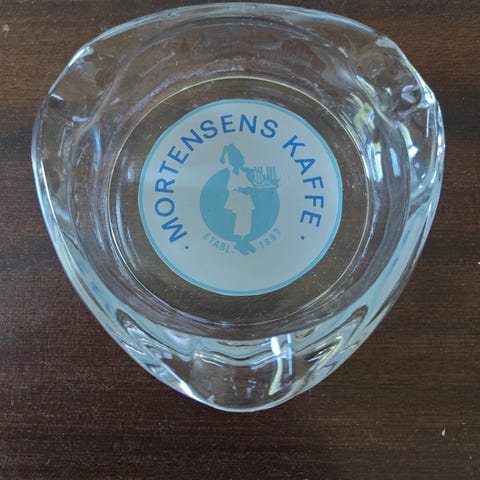 · MORTENSENS KAFFE ·
ETABL. 1897